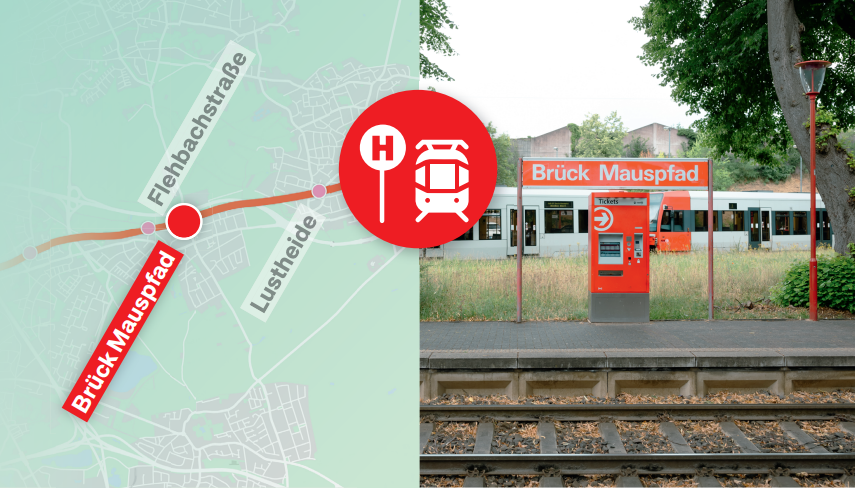 Flehbachstraße
Brück Mauspfad
Lustheide
H
Brück Mauspfad
Tickets